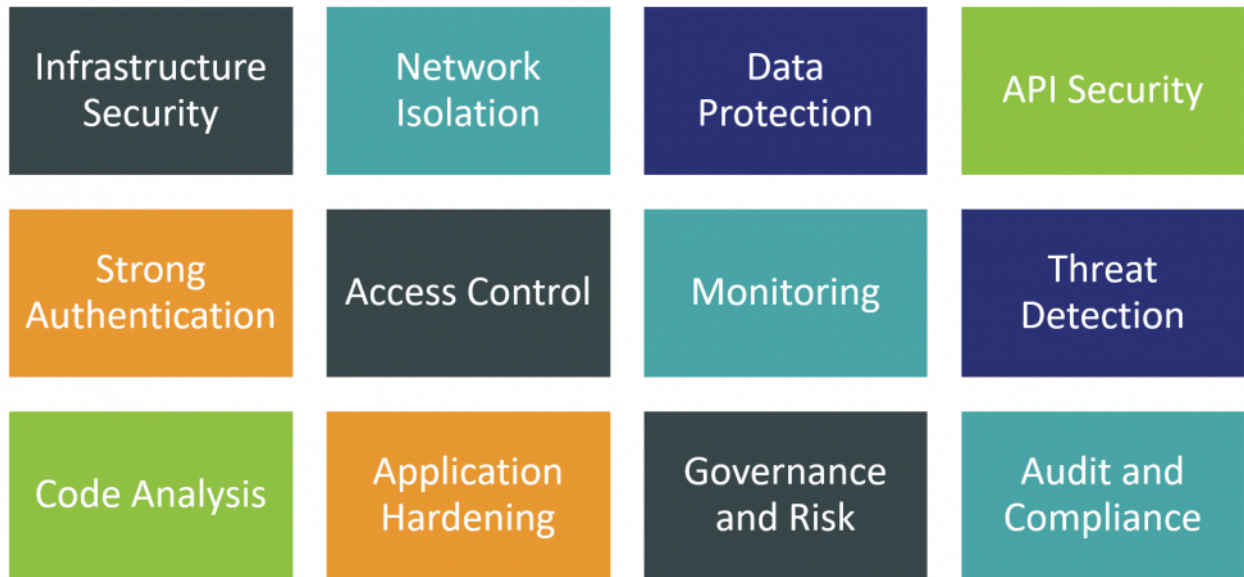 Infrastructure
Security
Network
Isolation
Data
Protection
API Security
Strong
Authentication
Access Control
Monitoring
Threat
Detection
Code Analysis
Application
Hardening
Governance
and Risk
Audit and
Compliance